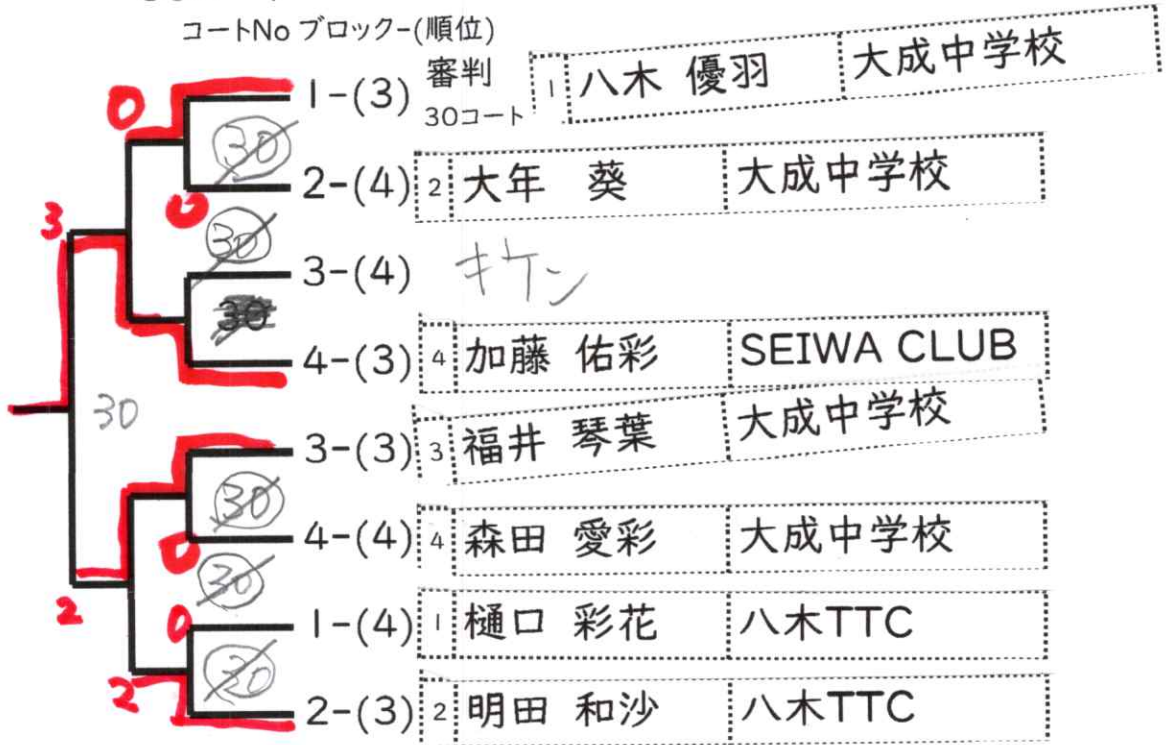 コートNo ブロック-(順位)
0 1-(3) 審判 30コート 1 八木 優羽 大成中学校
30
0 2-(4) 2 大年 葵 大成中学校
3 30
3-(4) キケン
30
4-(3) 4 加藤 佑彩 SEIWA CLUB
30
3-(3) 3 福井 琴葉 大成中学校
30
0 4-(4) 4 森田 愛彩 大成中学校
30
2 0 1-(4) 1 樋口 彩花 八木TTC
30
2 2-(3) 2 明田 和沙 八木TTC